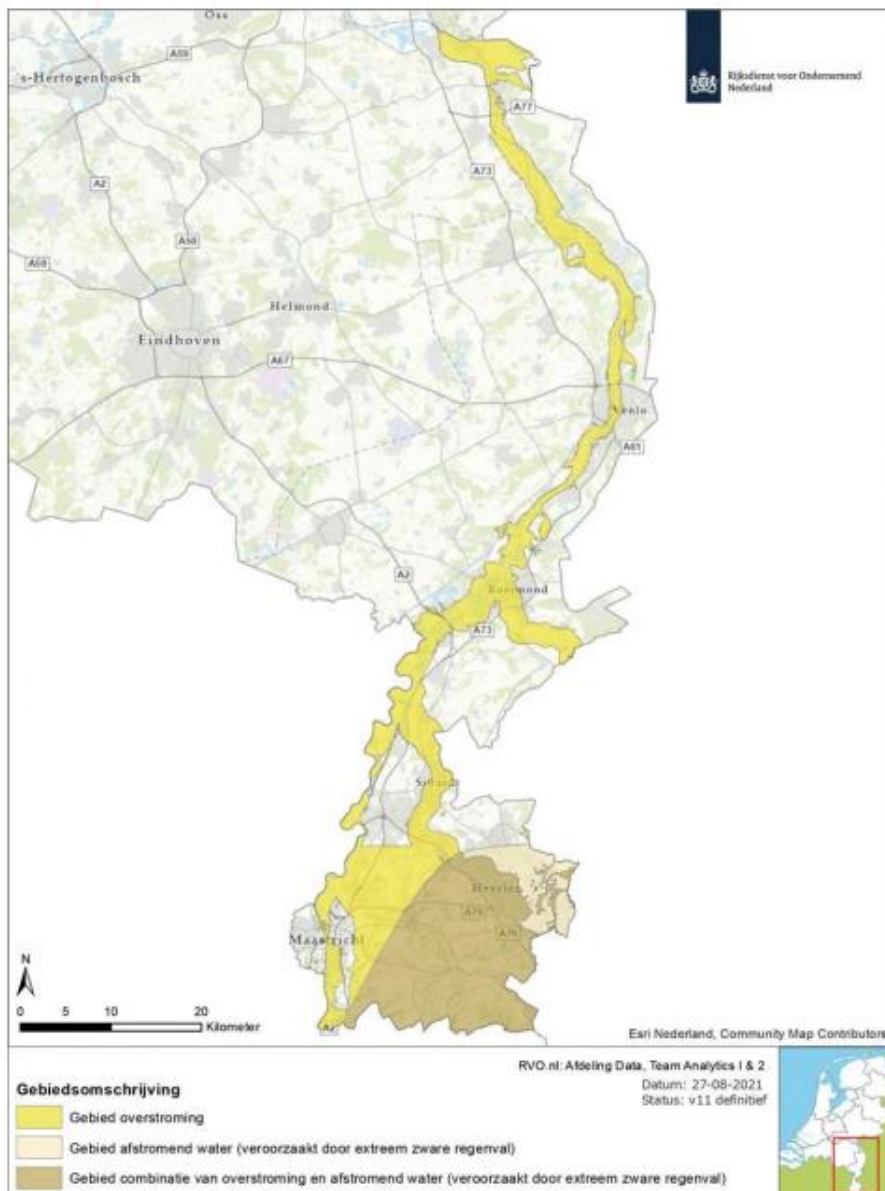 Oss
A59
's-Hertogenbosch
Rijksdienst voor Ondernemend
Nederland
A77
A2
A73
A50
A58
Helmond
Eindhoven
A67
Venlo
A61
A2
Roermond
A73
Sittard
Heerlen
A76
A76
Maastricht
N
0 5 10 20
Kilometer
A2
Esri Nederland, Community Map Contributors
RVO.nl: Afdeling Data, Team Analytics I & 2
Datum: 27-08-2021
Status: v11 definitief
Gebiedsomschrijving
Gebied overstroming
Gebied afstromend water (veroorzaakt door extreem zware regenval)
Gebied combinatie van overstroming en afstromend water (veroorzaakt door extreem zware regenval)